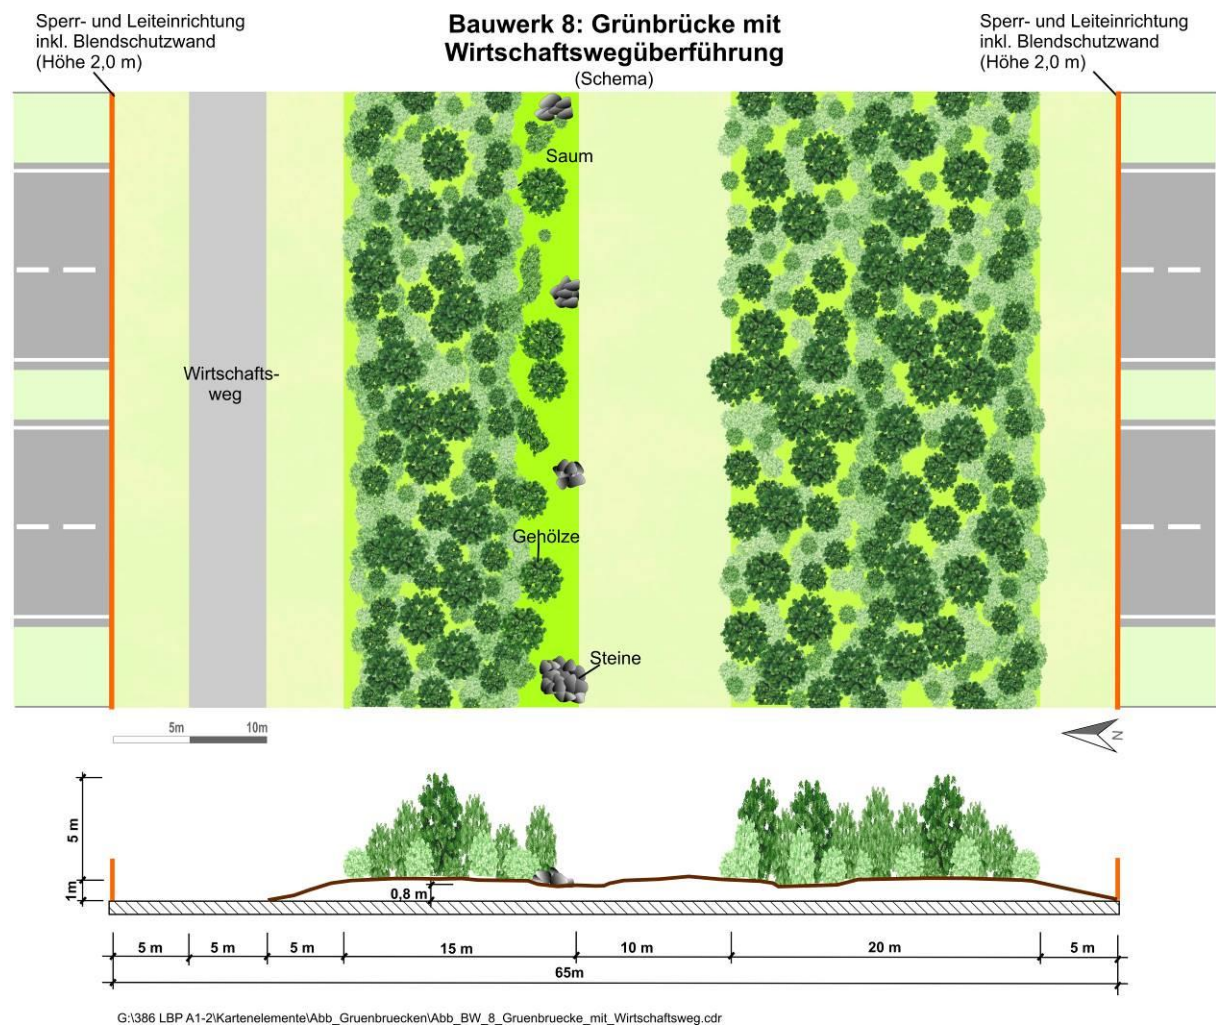 Sperr- und Leiteinrichtung
inkl. Blendschutzwand
(Höhe 2,0 m)
Bauwerk 8: Grünbrücke mit
Wirtschaftswegüberführung
(Schema)
Sperr- und Leiteinrichtung
inkl. Blendschutzwand
(Höhe 2,0 m)
Saum
Wirtschafts-
weg
Gehölze
Steine
5m 10m
N
5 m
1m
0,8 m
5 m 5 m 5 m 15 m 10 m 20 m 5 m
65m
G:\386 LBP A1-2\Kartenelemente\Abb_Gruenbruecken\Abb_BW_8_Gruenbruecke_mit_Wirtschaftsweg.cdr